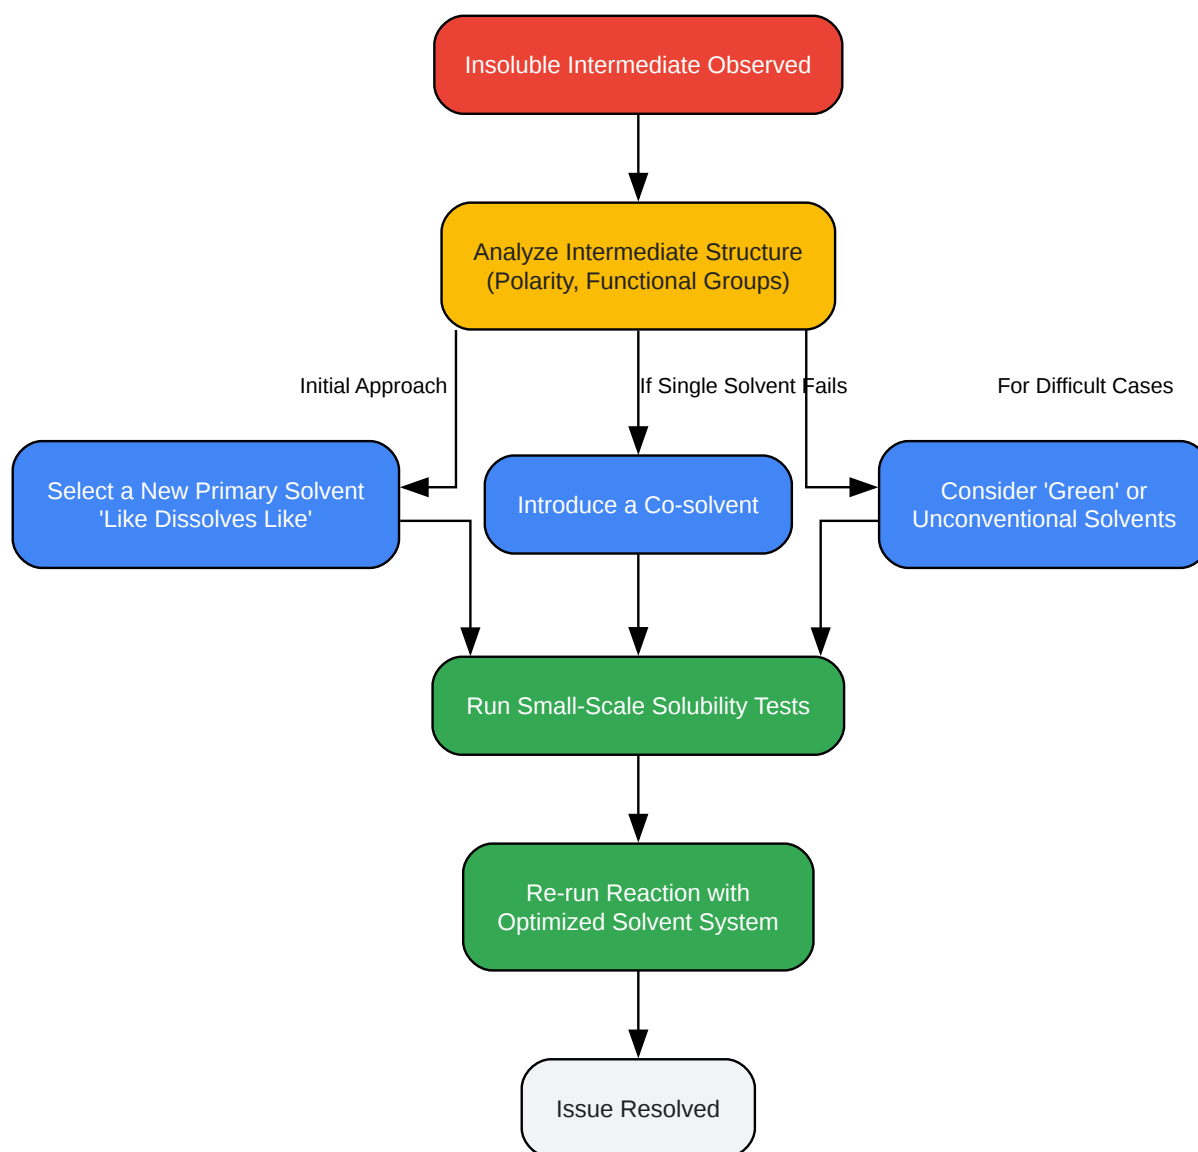 Insoluble Intermediate Observed
Analyze Intermediate Structure
(Polarity, Functional Groups)
Initial Approach
If Single Solvent Fails
For Difficult Cases
Select a New Primary Solvent
'Like Dissolves Like'
Introduce a Co-solvent
Consider 'Green' or
Unconventional Solvents
Run Small-Scale Solubility Tests
Re-run Reaction with
Optimized Solvent System
Issue Resolved